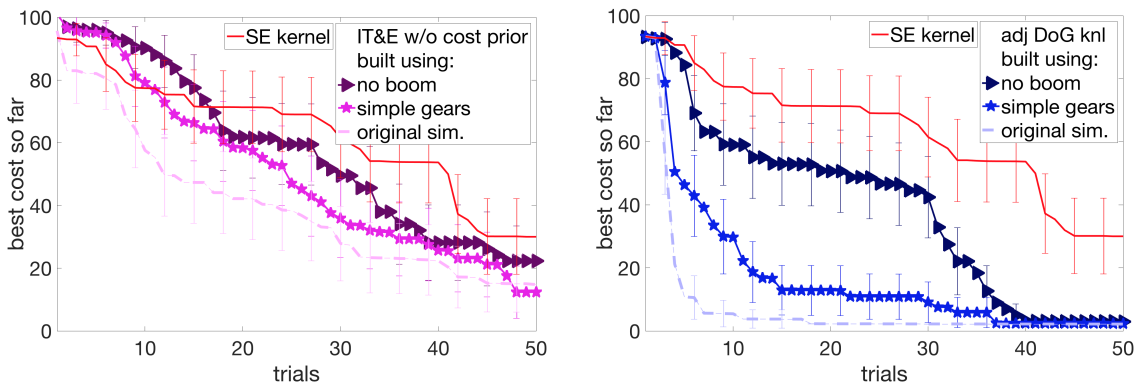 100
80
60
40
20
0
best cost so far
10
20
30
40
50
trials
SE kernel
IT&E w/o cost prior
built using:
no boom
simple gears
original sim.
100
80
60
40
20
0
best cost so far
10
20
30
40
50
trials
SE kernel
adj DoG knl
built using:
no boom
simple gears
original sim.